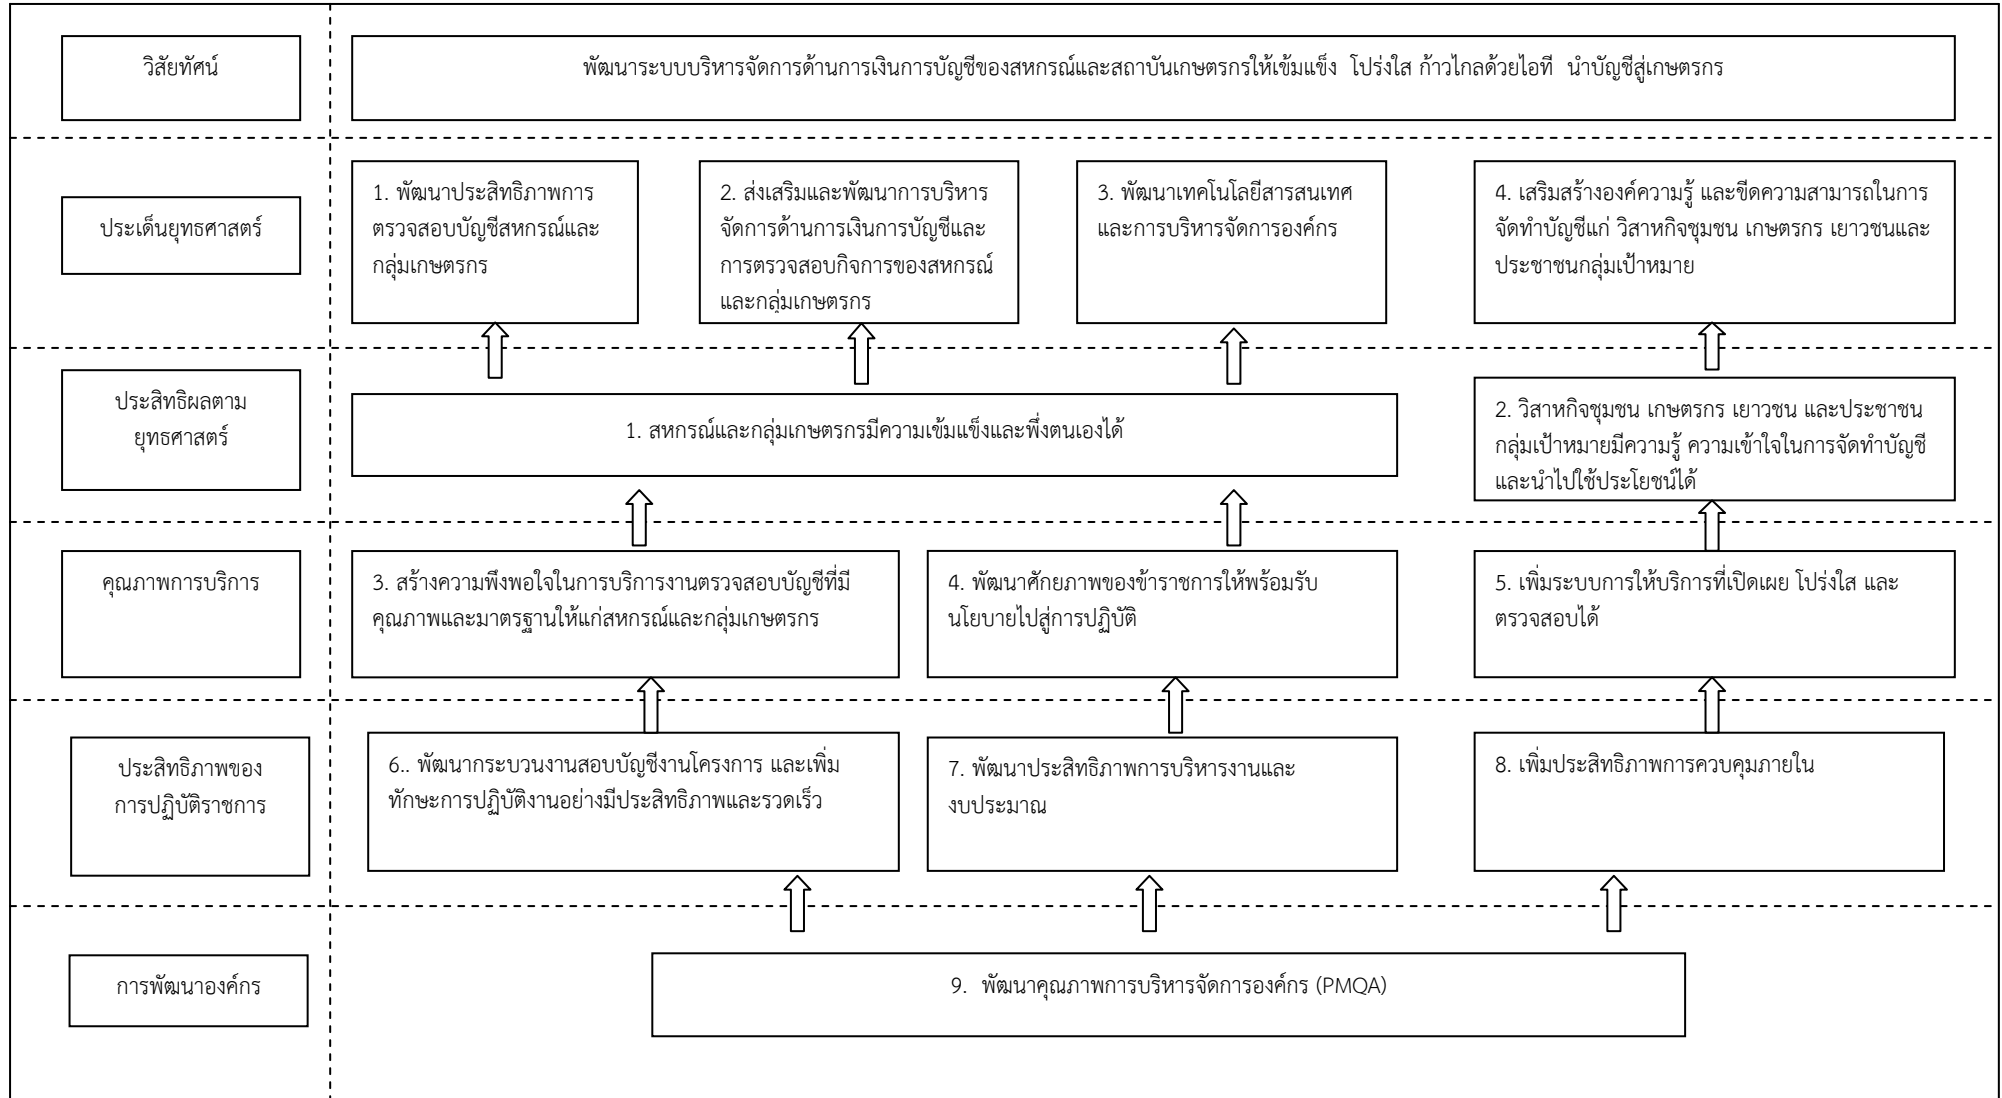 วิสัยทัศน์
พัฒนาระบบบริหารจัดการด้านการเงินการบัญชีของสหกรณ์และสถาบันเกษตรกรให้เข้มแข็ง โปร่งใส ก้าวไกลด้วยไอที นำบัญชีสู่เกษตรกร
ประเด็นยุทธศาสตร์
1. พัฒนาประสิทธิภาพการ
ตรวจสอบบัญชีสหกรณ์และ
กลุ่มเกษตรกร
2. ส่งเสริมและพัฒนาการบริหาร
จัดการด้านการเงินการบัญชีและ
การตรวจสอบกิจการของสหกรณ์
และกลุ่มเกษตรกร
3. พัฒนาเทคโนโลยีสารสนเทศ
และการบริหารจัดการองค์กร
4. เสริมสร้างองค์ความรู้ และขีดความสามารถในการ
จัดทำบัญชีแก่ วิสาหกิจชุมชน เกษตรกร เยาวชนและ
ประชาชนกลุ่มเป้าหมาย
ประสิทธิผลตาม
ยุทธศาสตร์
1. สหกรณ์และกลุ่มเกษตรกรมีความเข้มแข็งและพึ่งตนเองได้
2. วิสาหกิจชุมชน เกษตรกร เยาวชน และประชาชน
กลุ่มเป้าหมายมีความรู้ ความเข้าใจในการจัดทำบัญชี
และนำไปใช้ประโยชน์ได้
คุณภาพการบริการ
3. สร้างความพึงพอใจในการบริการงานตรวจสอบบัญชีที่มี
คุณภาพและมาตรฐานให้แก่สหกรณ์และกลุ่มเกษตรกร
4. พัฒนาศักยภาพของข้าราชการให้พร้อมรับ
นโยบายไปสู่การปฏิบัติ
5. เพิ่มระบบการให้บริการที่เปิดเผย โปร่งใส และ
ตรวจสอบได้
ประสิทธิภาพของ
การปฏิบัติราชการ
6.. พัฒนากระบวนงานสอบบัญชีงานโครงการ และเพิ่ม
ทักษะการปฏิบัติงานอย่างมีประสิทธิภาพและรวดเร็ว
7. พัฒนาประสิทธิภาพการบริหารงานและ
งบประมาณ
8. เพิ่มประสิทธิภาพการควบคุมภายใน
การพัฒนาองค์กร
9. พัฒนาคุณภาพการบริหารจัดการองค์กร (PMQA)